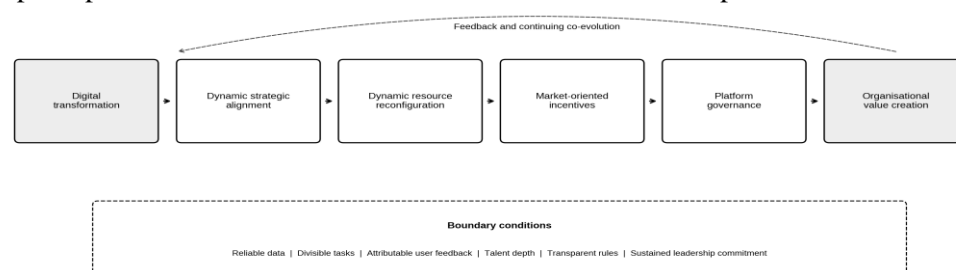 Feedback and continuing co-evolution
Digital
transformation
Dynamic strategic
alignment
Dynamic resource
reconfiguration
Market-oriented
incentives
Platform
governance
Organisational
value creation
Boundary conditions
Reliable data | Divisible tasks | Attributable user feedback | Talent depth | Transparent rules | Sustained leadership commitment